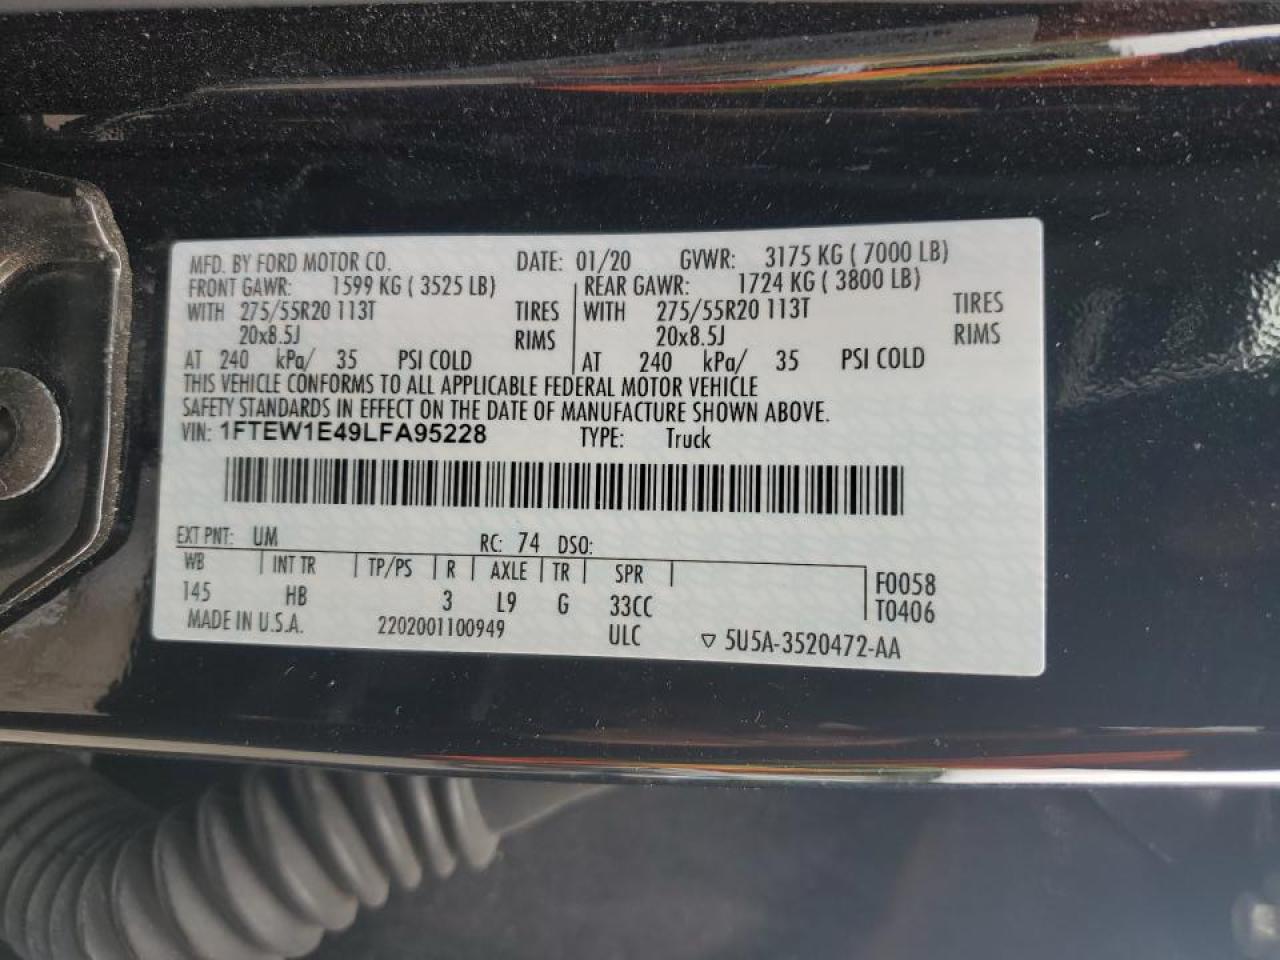 MFD. BY FORD MOTOR CO. DATE: 01/20 GVWR: 3175 KG ( 7000 LB)
FRONT GAWR: 1599 KG ( 3525 LB) REAR GAWR: 1724 KG ( 3800 LB)
WITH 275/55R20 113T TIRES WITH 275/55R20 113T TIRES
20x8.5J RIMS 20x8.5J RIMS
AT 240 kPa/ 35 PSI COLD AT 240 kPa/ 35 PSI COLD
THIS VEHICLE CONFORMS TO ALL APPLICABLE FEDERAL MOTOR VEHICLE
SAFETY STANDARDS IN EFFECT ON THE DATE OF MANUFACTURE SHOWN ABOVE.
VIN: 1FTEW1E49LFA95228 TYPE: Truck
EXT PNT: UM RC: 74 DSO:
WB INT TR TP/PS R AXLE TR SPR F0058
145 HB 3 L9 G 33CC T0406
MADE IN U.S.A. 2202001100949 ULC ▽ 5U5A-3520472-AA